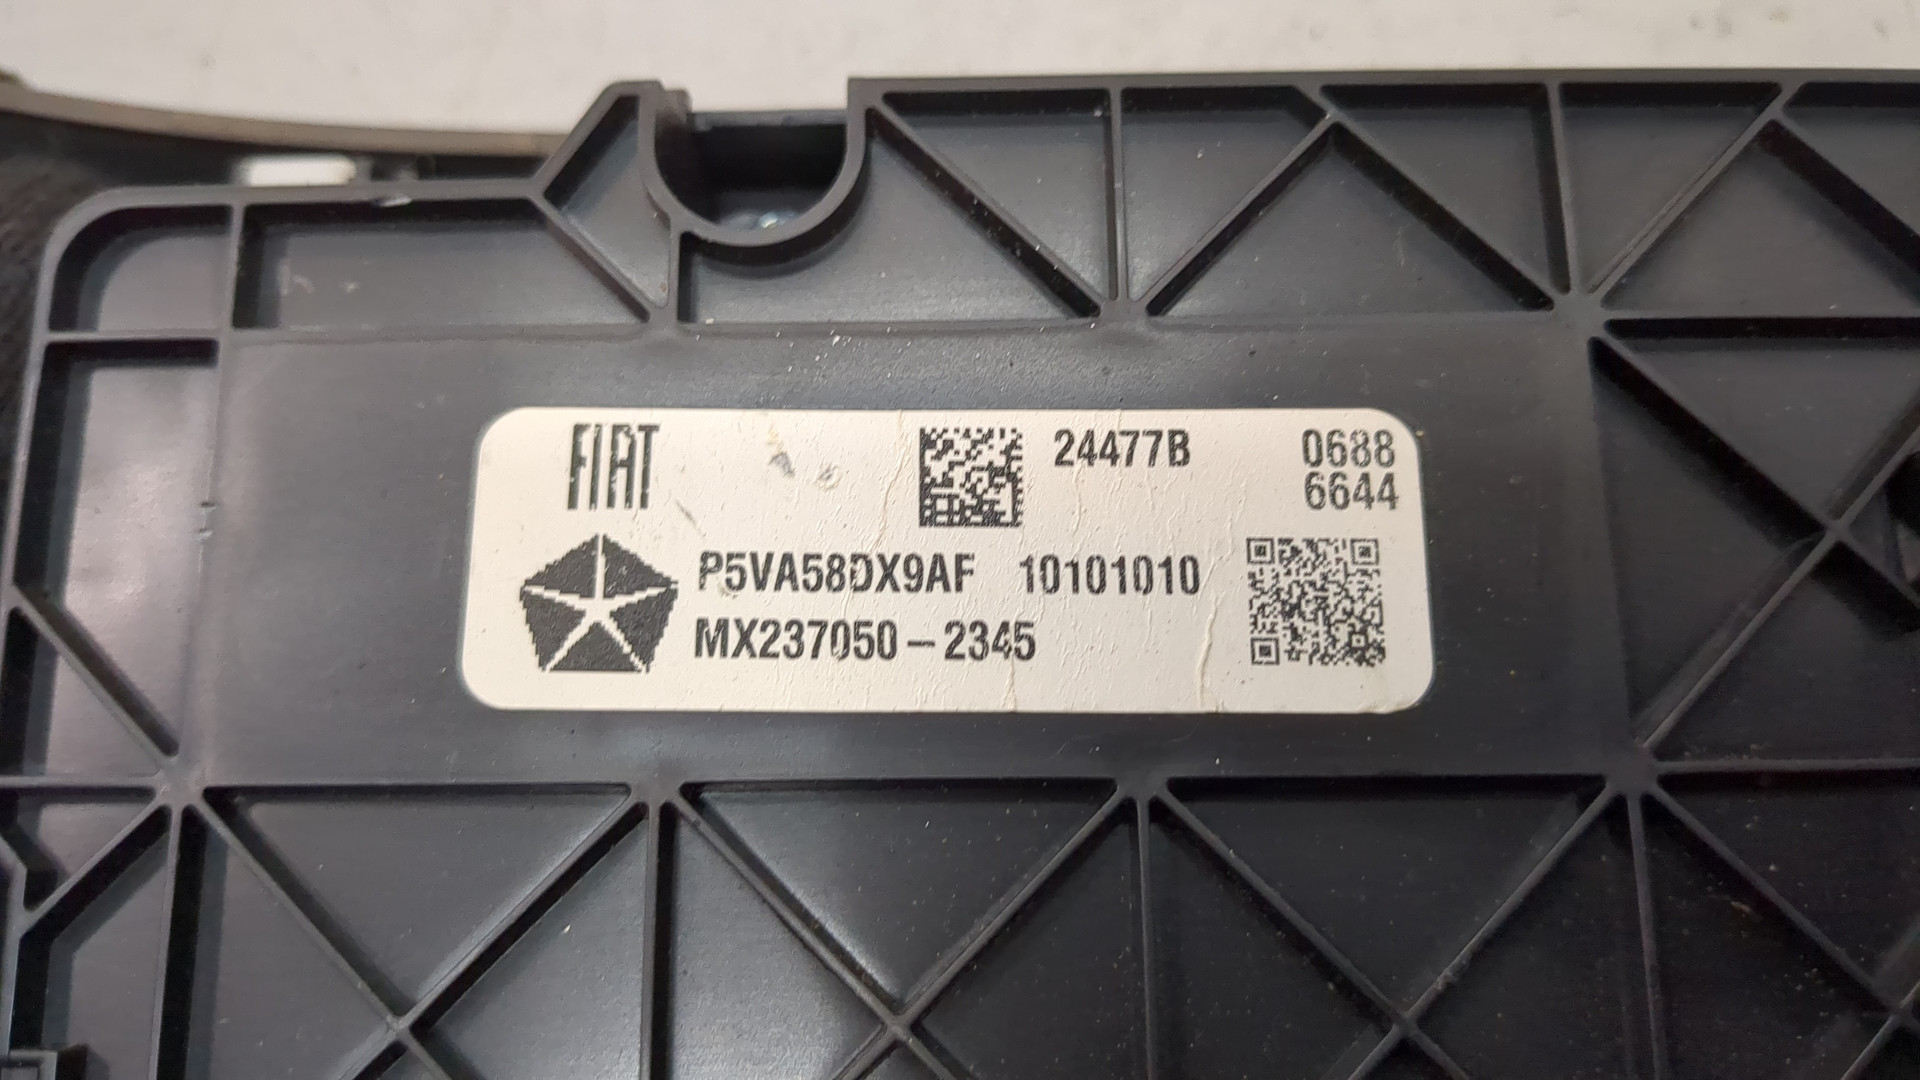 FIAT
24477B 0688
6644
P5VA58DX9AF 10101010
MX237050-2345